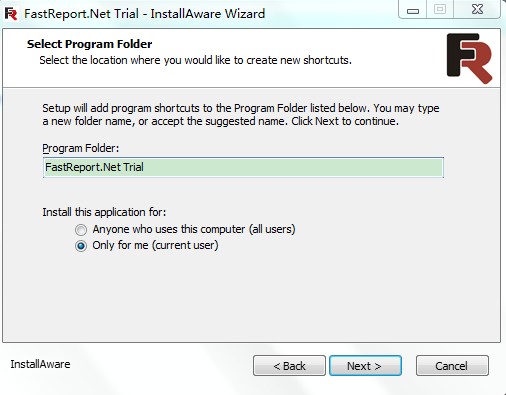 FastReport.Net Trial - InstallAware Wizard
Select Program Folder
Select the location where you would like to create new shortcuts.
FR
Setup will add program shortcuts to the Program Folder listed below. You may type
a new folder name, or accept the suggested name. Click Next to continue.
Program Folder:
FastReport.Net Trial
Install this application for:
Anyone who uses this computer (all users)
Only for me (current user)
InstallAware
< Back
Next >
Cancel